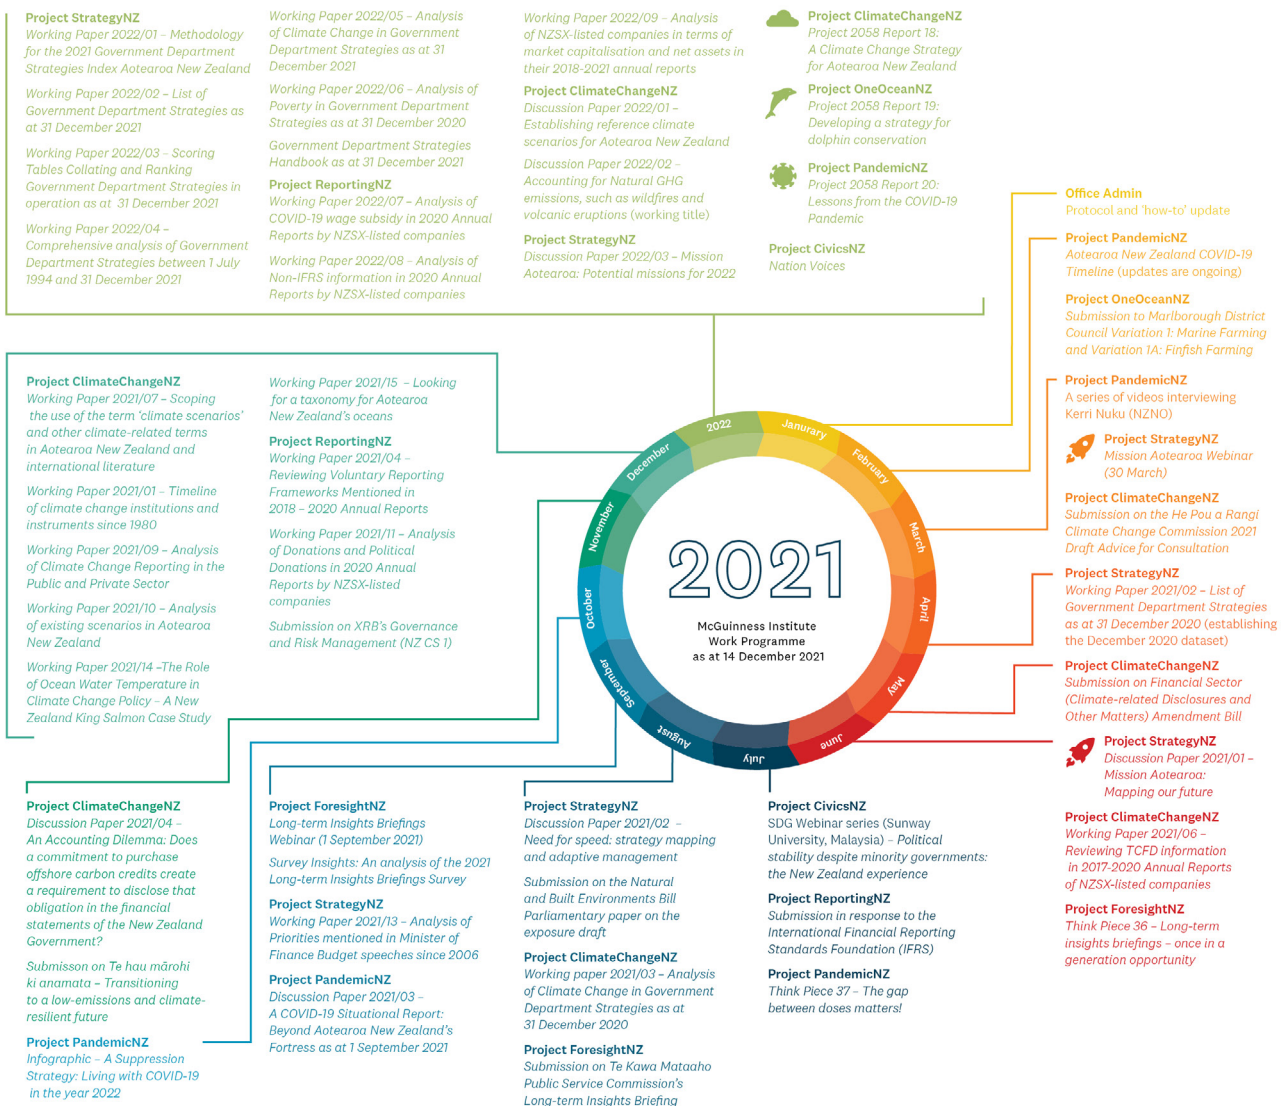 Project StrategyNZ
Working Paper 2022/01 – Methodology
for the 2021 Government Department
Strategies Index Aotearoa New Zealand
Working Paper 2022/02 – List of
Government Department Strategies as
at 31 December 2021
Working Paper 2022/03 – Scoring
Tables Collating and Ranking
Government Department Strategies in
operation as at 31 December 2021
Working Paper 2022/04 –
Comprehensive analysis of Government
Department Strategies between 1 July
1994 and 31 December 2021
Working Paper 2022/05 – Analysis
of Climate Change in Government
Department Strategies as at 31
December 2021
Working Paper 2022/06 – Analysis of
Poverty in Government Department
Strategies as at 31 December 2020
Government Department Strategies
Handbook as at 31 December 2021
Project ReportingNZ
Working Paper 2022/07 – Analysis of
COVID-19 wage subsidy in 2020 Annual
Reports by NZSX-listed companies
Working Paper 2022/08 – Analysis of
Non-IFRS information in 2020 Annual
Reports by NZSX-listed companies
Working Paper 2022/09 – Analysis
of NZSX-listed companies in terms of
market capitalisation and net assets in
their 2018-2021 annual reports
Project ClimateChangeNZ
Discussion Paper 2022/01 –
Establishing reference climate
scenarios for Aotearoa New Zealand
Discussion Paper 2022/02 –
Accounting for Natural GHG
emissions, such as wildfires and
volcanic eruptions (working title)
Project StrategyNZ
Discussion Paper 2022/03 – Mission
Aotearoa: Potential missions for 2022
Project ClimateChangeNZ
Project 2058 Report 18:
A Climate Change Strategy
for Aotearoa New Zealand
Project OneOceanNZ
Project 2058 Report 19:
Developing a strategy for
dolphin conservation
Project PandemicNZ
Project 2058 Report 20:
Lessons from the COVID-19
Pandemic
Project CivicsNZ
Nation Voices
Office Admin
Protocol and ‘how-to’ update
Project PandemicNZ
Aotearoa New Zealand COVID-19
Timeline (updates are ongoing)
Project OneOceanNZ
Submission to Marlborough District
Council Variation 1: Marine Farming
and Variation 1A: Finfish Farming
Project PandemicNZ
A series of videos interviewing
Kerri Nuku (NZNO)
Project StrategyNZ
Mission Aotearoa Webinar
(30 March)
Project ClimateChangeNZ
Submission on the He Pou a Rangi
Climate Change Commission 2021
Draft Advice for Consultation
Project StrategyNZ
Working Paper 2021/02 – List of
Government Department Strategies
as at 31 December 2020 (establishing
the December 2020 dataset)
Project ClimateChangeNZ
Submission on Financial Sector
(Climate-related Disclosures and
Other Matters) Amendment Bill
Project StrategyNZ
Discussion Paper 2021/01 –
Mission Aotearoa:
Mapping our future
Project ClimateChangeNZ
Working Paper 2021/06 –
Reviewing TCFD information
in 2017-2020 Annual Reports
of NZSX-listed companies
Project ForesightNZ
Think Piece 36 – Long-term
insights briefings – once in a
generation opportunity
2022
Janurary
February
March
April
May
June
July
August
September
October
November
December
2021
McGuinness Institute
Work Programme
as at 14 December 2021
Project ClimateChangeNZ
Working Paper 2021/07 – Scoping
the use of the term ‘climate scenarios’
and other climate-related terms
in Aotearoa New Zealand and
international literature
Working Paper 2021/01 – Timeline
of climate change institutions and
instruments since 1980
Working Paper 2021/09 – Analysis
of Climate Change Reporting in the
Public and Private Sector
Working Paper 2021/10 – Analysis
of existing scenarios in Aotearoa
New Zealand
Working Paper 2021/14 –The Role
of Ocean Water Temperature in
Climate Change Policy – A New
Zealand King Salmon Case Study
Working Paper 2021/15 – Looking
for a taxonomy for Aotearoa
New Zealand’s oceans
Project ReportingNZ
Working Paper 2021/04 –
Reviewing Voluntary Reporting
Frameworks Mentioned in
2018 – 2020 Annual Reports
Working Paper 2021/11 – Analysis
of Donations and Political
Donations in 2020 Annual
Reports by NZSX-listed
companies
Submission on XRB’s Governance
and Risk Management (NZ CS 1)
Project ClimateChangeNZ
Discussion Paper 2021/04 –
An Accounting Dilemma: Does
a commitment to purchase
offshore carbon credits create
a requirement to disclose that
obligation in the financial
statements of the New Zealand
Government?
Submisson on Te hau mārohi
ki anamata – Transitioning
to a low-emissions and climate-
resilient future
Project PandemicNZ
Infographic – A Suppression
Strategy: Living with COVID-19
in the year 2022
Project ForesightNZ
Long-term Insights Briefings
Webinar (1 September 2021)
Survey Insights: An analysis of the 2021
Long-term Insights Briefings Survey
Project StrategyNZ
Working Paper 2021/13 – Analysis of
Priorities mentioned in Minister of
Finance Budget speeches since 2006
Project PandemicNZ
Discussion Paper 2021/03 –
A COVID-19 Situational Report:
Beyond Aotearoa New Zealand’s
Fortress as at 1 September 2021
Project StrategyNZ
Discussion Paper 2021/02 –
Need for speed: strategy mapping
and adaptive management
Submission on the Natural
and Built Environments Bill
Parliamentary paper on the
exposure draft
Project ClimateChangeNZ
Working paper 2021/03 – Analysis
of Climate Change in Government
Department Strategies as at
31 December 2020
Project ForesightNZ
Submission on Te Kawa Mataaho
Public Service Commission’s
Long-term Insights Briefing
Project CivicsNZ
SDG Webinar series (Sunway
University, Malaysia) – Political
stability despite minority governments:
the New Zealand experience
Project ReportingNZ
Submission in response to the
International Financial Reporting
Standards Foundation (IFRS)
Project PandemicNZ
Think Piece 37 – The gap
between doses matters!